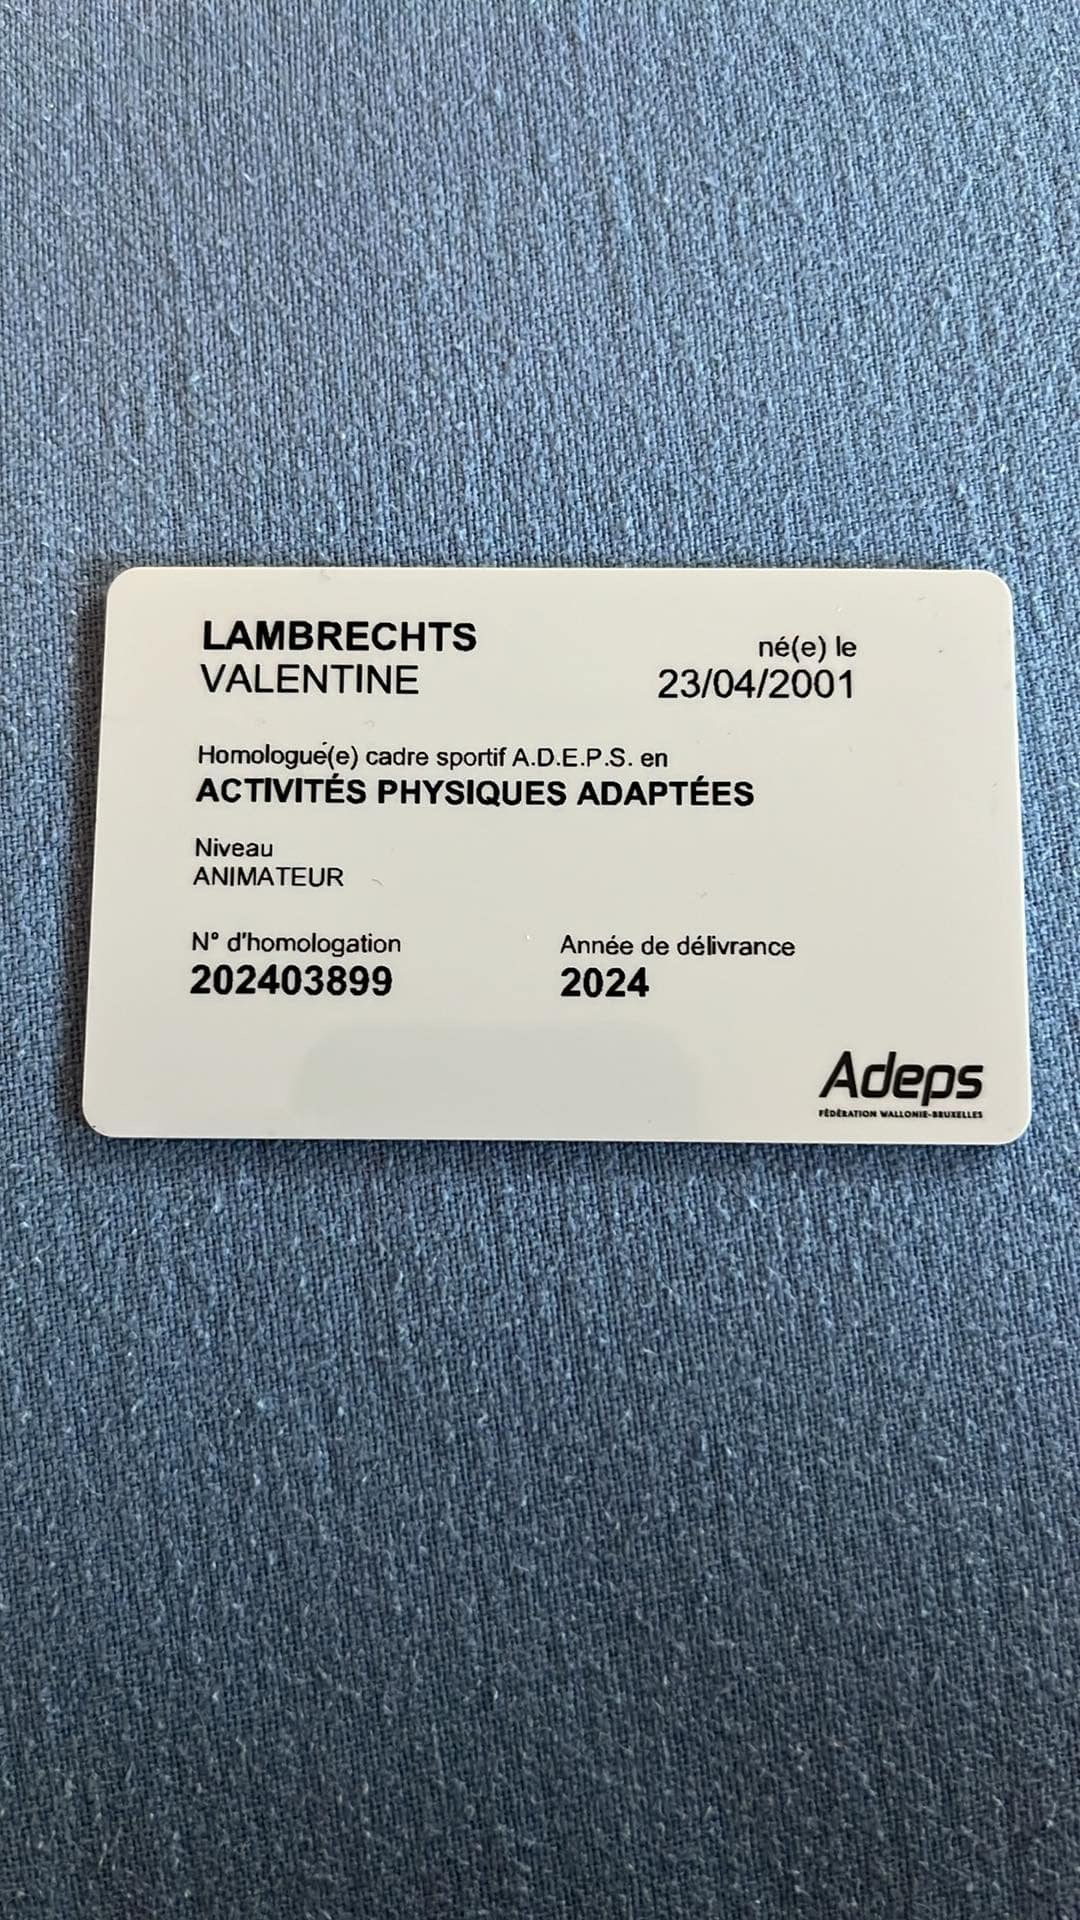 LAMBRECHTS
VALENTINE
né(e) le
23/04/2001
Homologué(e) cadre sportif A.D.E.P.S. en
ACTIVITÉS PHYSIQUES ADAPTÉES
Niveau
ANIMATEUR
N° d'homologation
202403899
Année de délivrance
2024
Adeps
FÉDÉRATION WALLONIE-BRUXELLES